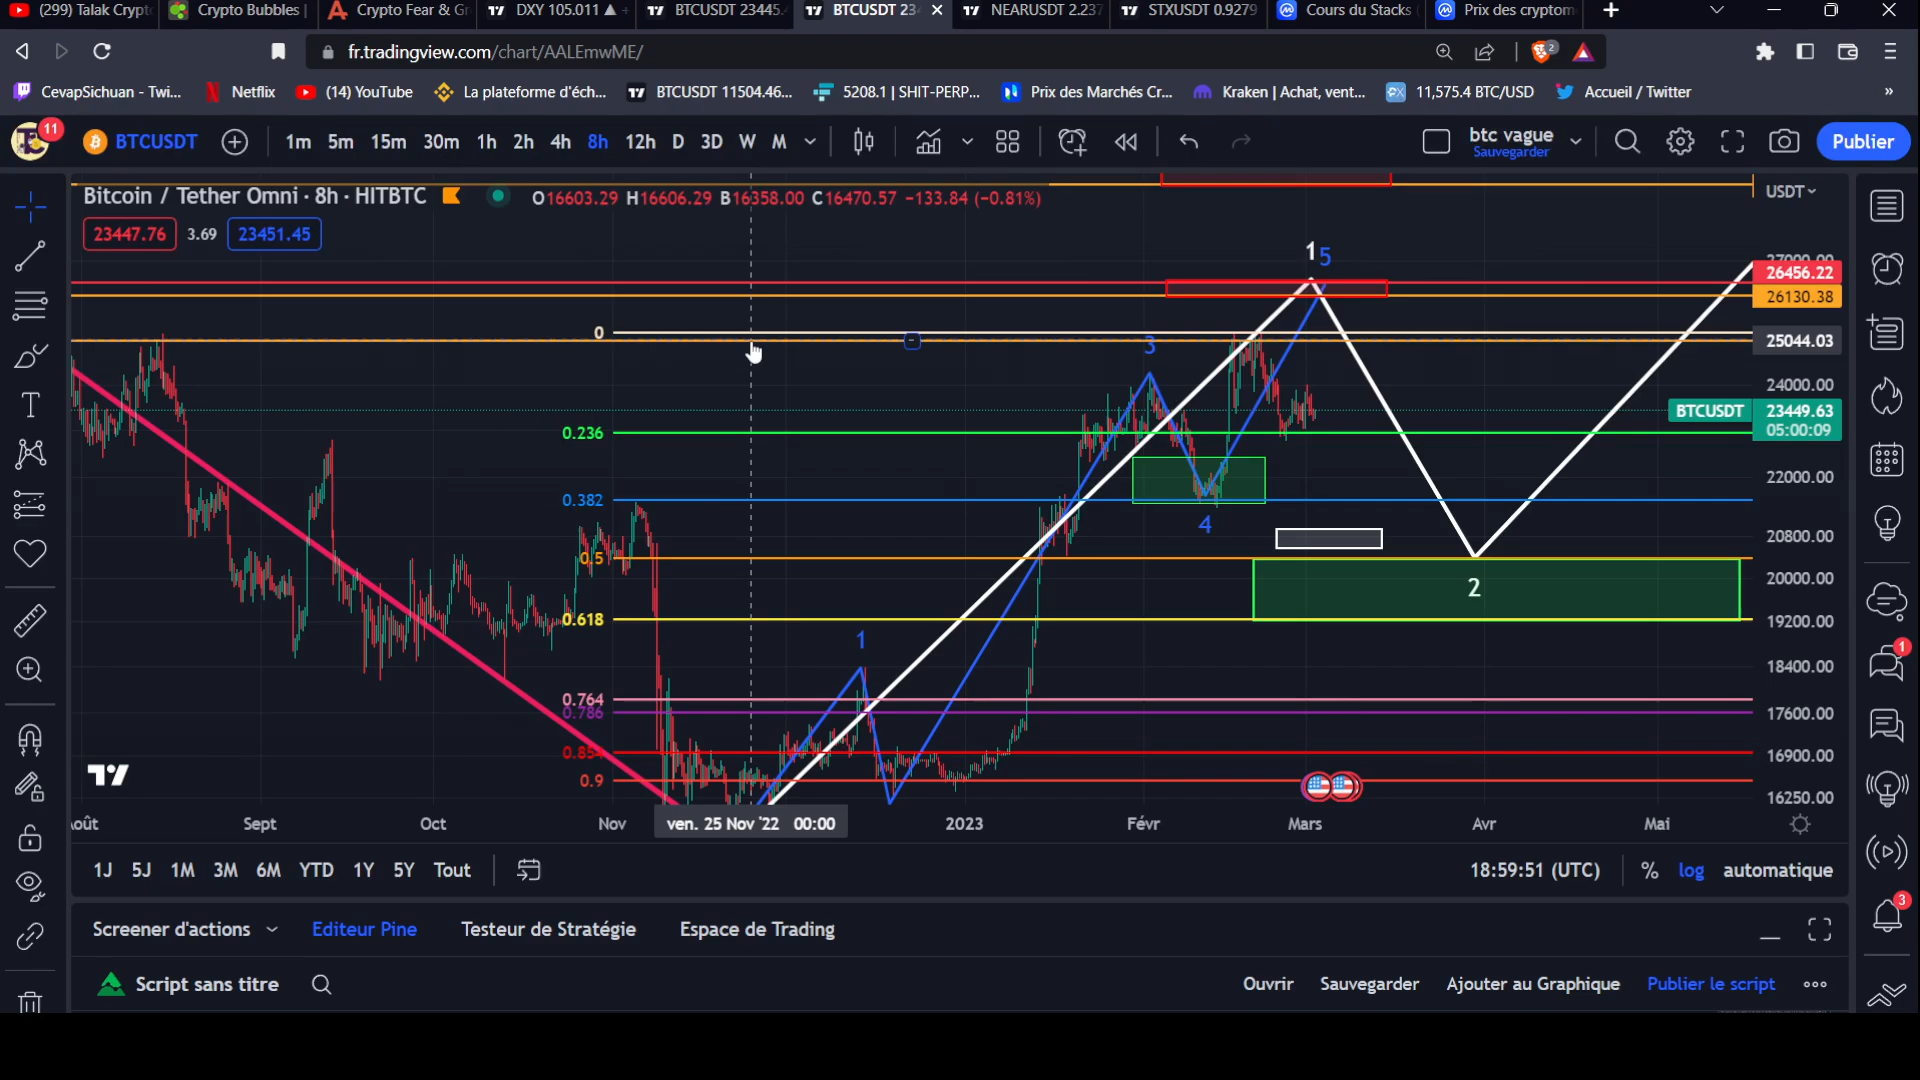 (299) Talak Crypt
Crypto Bubbles |
Crypto Fear & Gr
DXY 105.011 ▲ +
BTCUSDT 23445.
BTCUSDT 23
NEARUSDT 2.237
STXUSDT 0.9279
Cours du Stacks
Prix des cryptom
fr.tradingview.com/chart/AALEmwME/
2
CevapSichuan - Twi...
Netflix
(14) YouTube
La plateforme d'éch...
BTCUSDT 11504.46...
5208.1 | SHIT-PERP...
Prix des Marchés Cr...
Kraken | Achat, vent...
11,575.4 BTC/USD
Accueil / Twitter
»
11
BTCUSDT
1m 5m 15m 30m 1h 2h 4h 8h 12h D 3D W M
btc vague
Sauvegarder
Publier
Bitcoin / Tether Omni · 8h · HITBTC
O16603.29 H16606.29 B16358.00 C16470.57 −133.84 (−0.81%)
USDT
23447.76 3.69 23451.45
1 5
27000.00
26456.22
26130.38
0
25044.03
3
24000.00
BTCUSDT 23449.63
05:00:09
0.236
22000.00
0.382
4
20800.00
0.5
20000.00
2
0.618
19200.00
1
18400.00
0.764
0.786
17600.00
0.854
16900.00
0.9
16250.00
Août Sept Oct Nov ven. 25 Nov '22 00:00 2023 Févr Mars Avr Mai
1J 5J 1M 3M 6M YTD 1Y 5Y Tout
18:59:51 (UTC) % log automatique
Screener d'actions Editeur Pine Testeur de Stratégie Espace de Trading
Script sans titre
Ouvrir Sauvegarder Ajouter au Graphique Publier le script
1
3